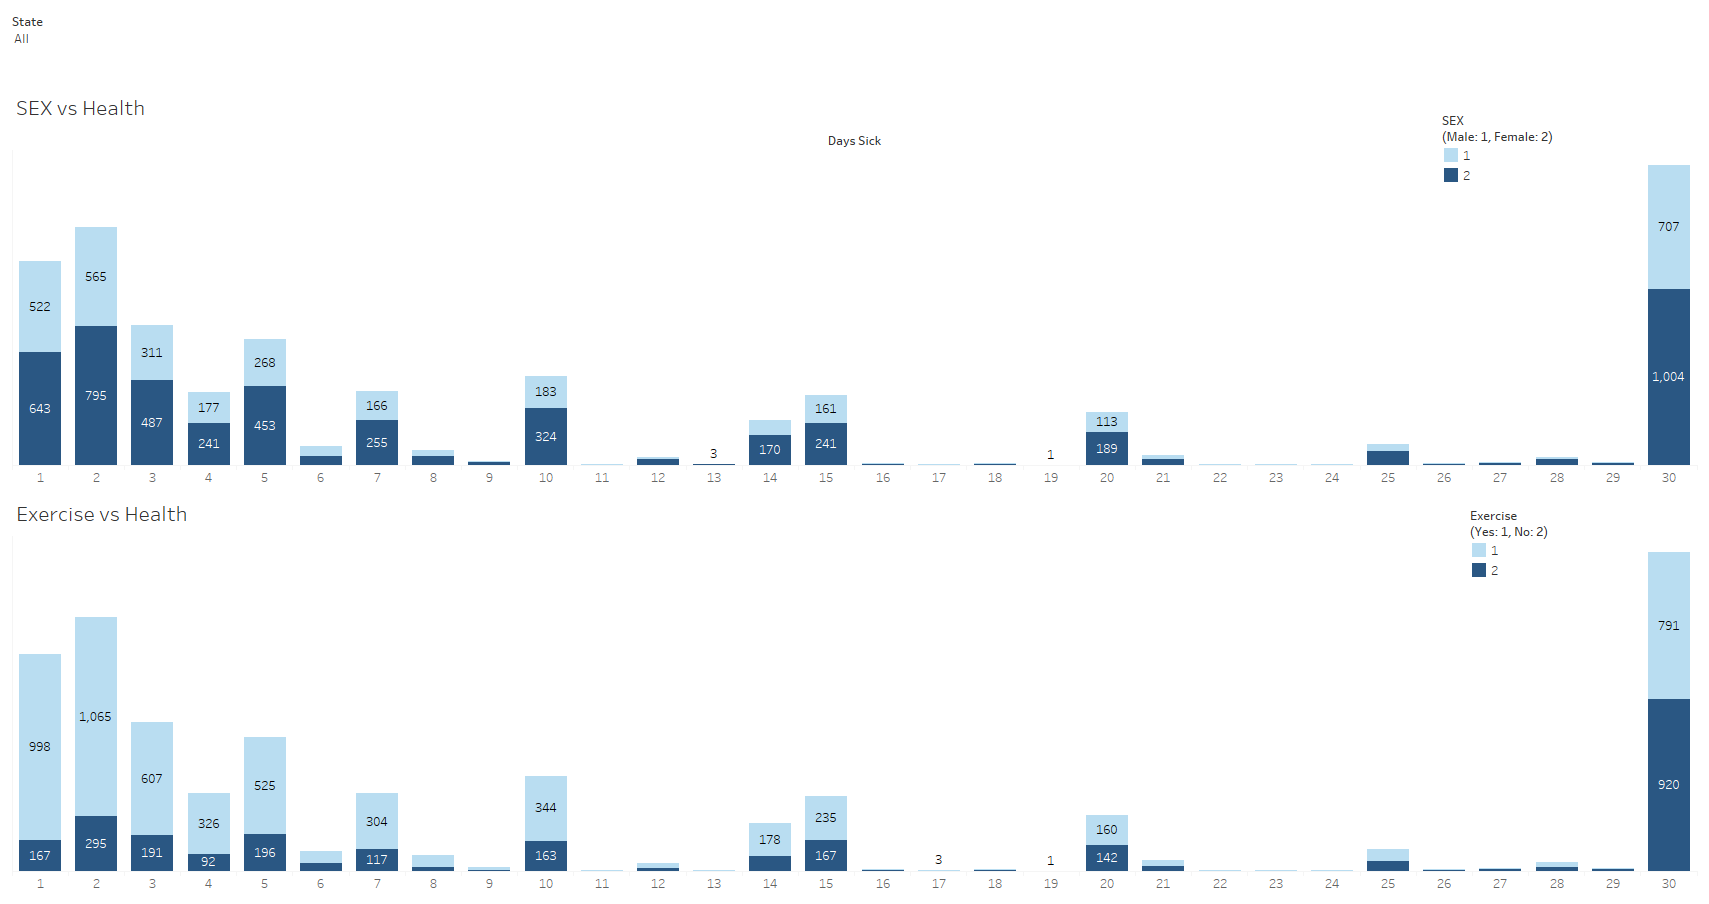 State
All
SEX vs Health
SEX
(Male: 1, Female: 2)
1
2
Days Sick
522 565 311 177 268 166 183 3 161 1 113 707
643 795 487 241 453 255 324 170 241 189 1,004
1 2 3 4 5 6 7 8 9 10 11 12 13 14 15 16 17 18 19 20 21 22 23 24 25 26 27 28 29 30
Exercise vs Health
Exercise
(Yes: 1, No: 2)
1
2
998 1,065 607 326 525 304 344 178 235 3 1 160 791
167 295 191 92 196 117 163 167 142 920
1 2 3 4 5 6 7 8 9 10 11 12 13 14 15 16 17 18 19 20 21 22 23 24 25 26 27 28 29 30